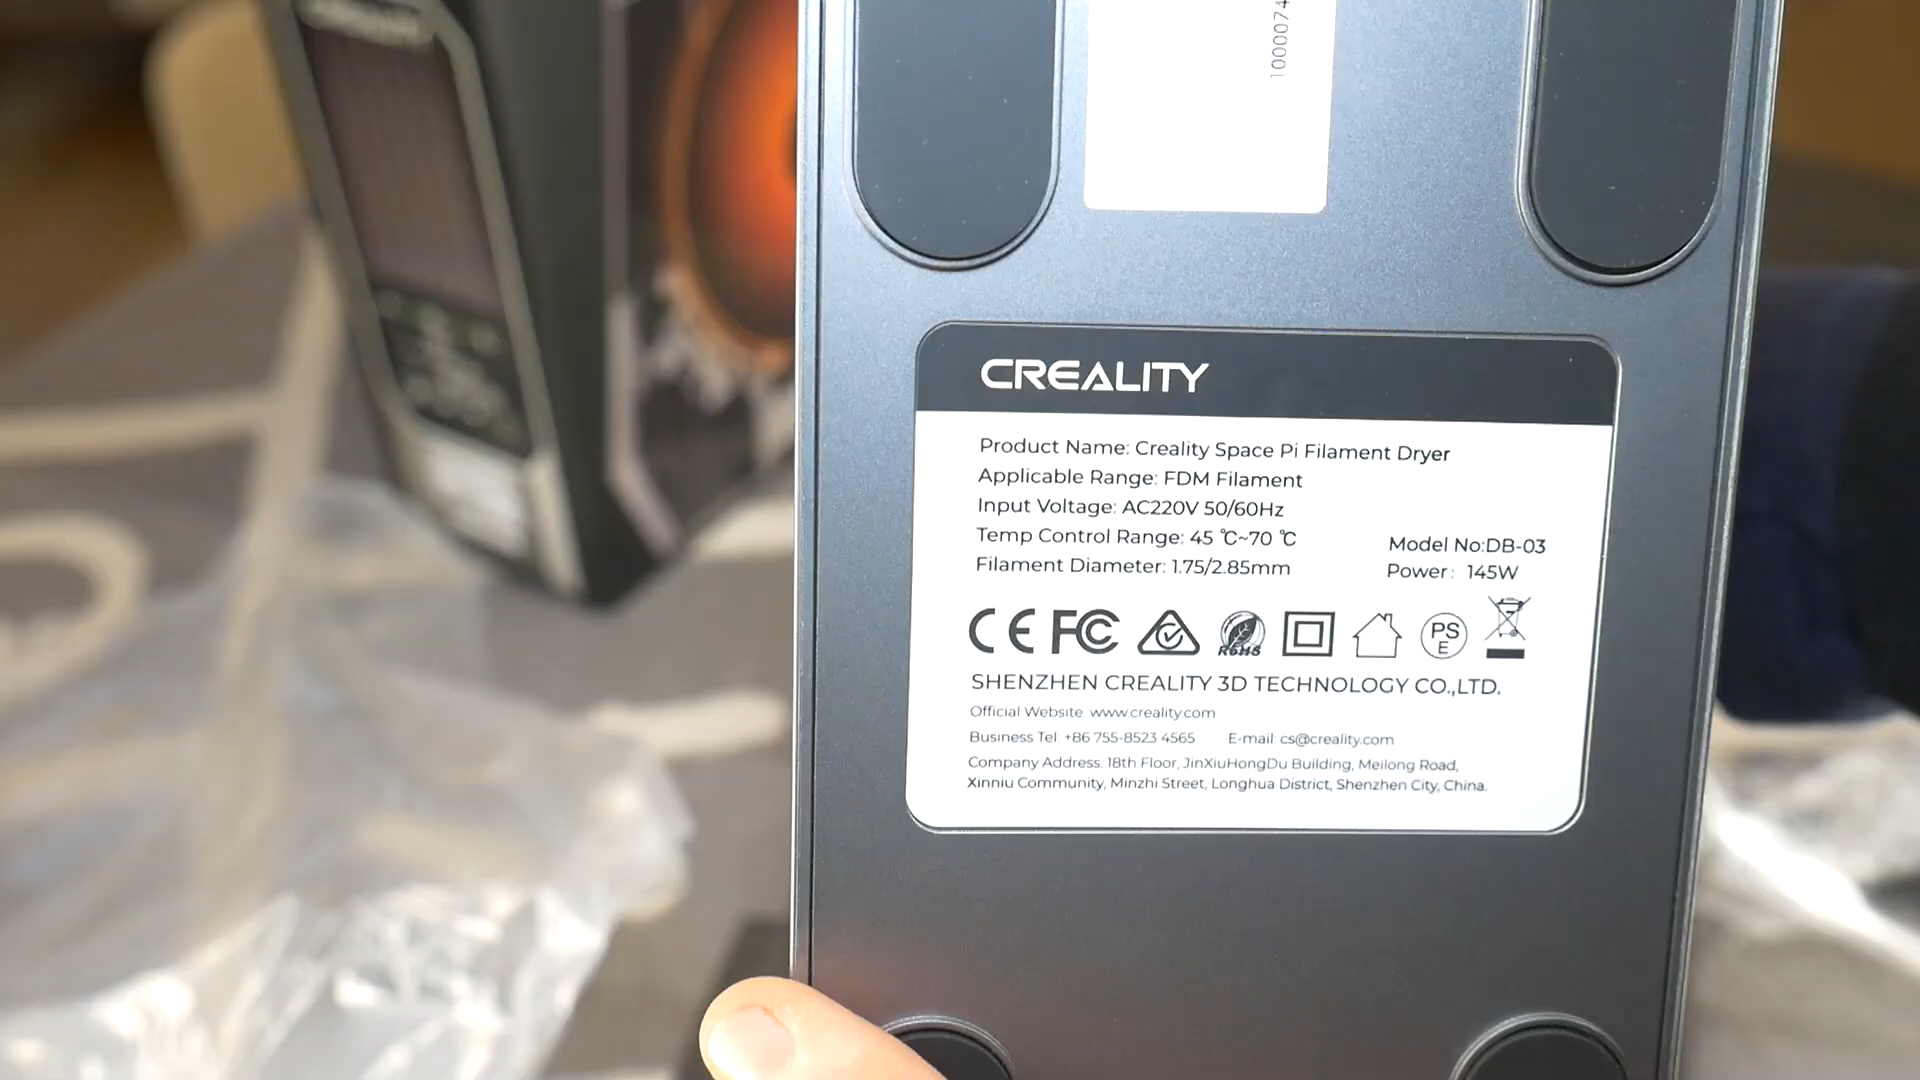 CREALITY
1000074
CREALITY
Product Name: Creality Space Pi Filament Dryer
Applicable Range: FDM Filament
Input Voltage: AC220V 50/60Hz
Temp Control Range: 45 ℃~70 ℃
Filament Diameter: 1.75/2.85mm
Model No:DB-03
Power: 145W
CE FC RoHS PS E
SHENZHEN CREALITY 3D TECHNOLOGY CO.,LTD.
Official Website www.creality.com
Business Tel: +86 755-8523 4565 E-mail: cs@creality.com
Company Address. 18th Floor, JinXiuHongDu Building, Meilong Road,
Xinniu Community, Minzhi Street, Longhua District, Shenzhen City, China.